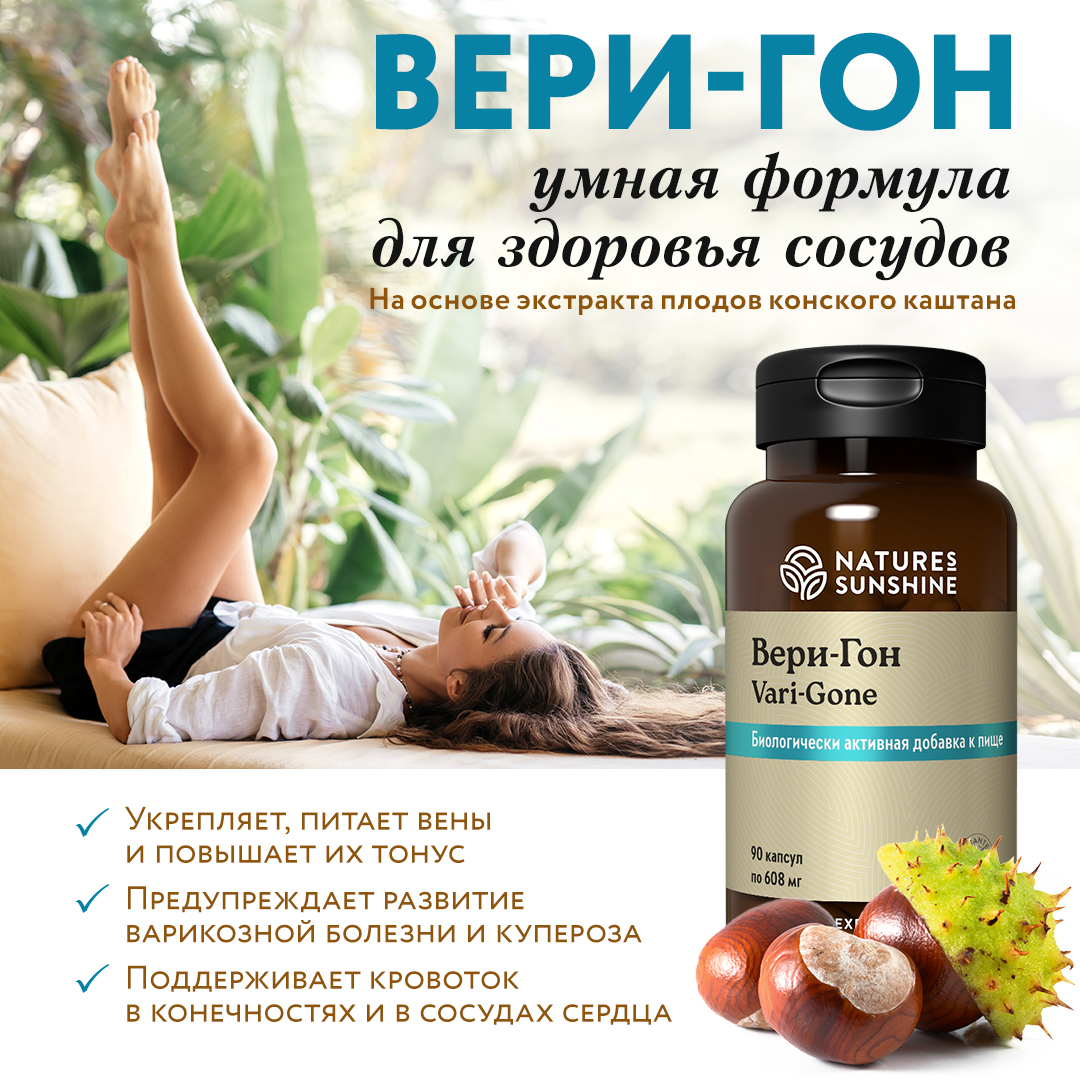 ВЕРИ-ГОН
умная формула
для здоровья сосудов
На основе экстракта плодов конского каштана
NATURES
SUNSHINE
Вери-Гон
Vari-Gone
Биологически активная добавка к пище
90 капсул
по 608 мг
Укрепляет, питает вены
и повышает их тонус
Предупреждает развитие
варикозной болезни и купероза
Поддерживает кровоток
в конечностях и в сосудах сердца